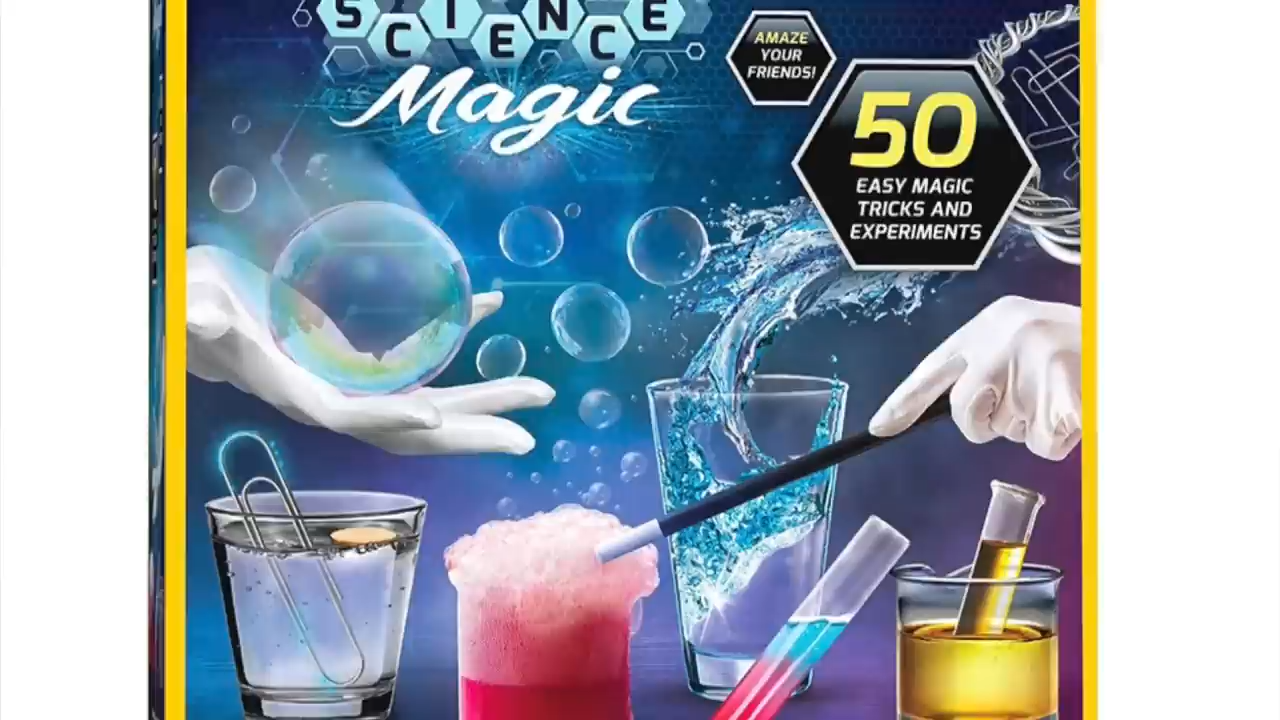 SCIENCE
Magic
AMAZE
YOUR
FRIENDS!
50
EASY MAGIC
TRICKS AND
EXPERIMENTS